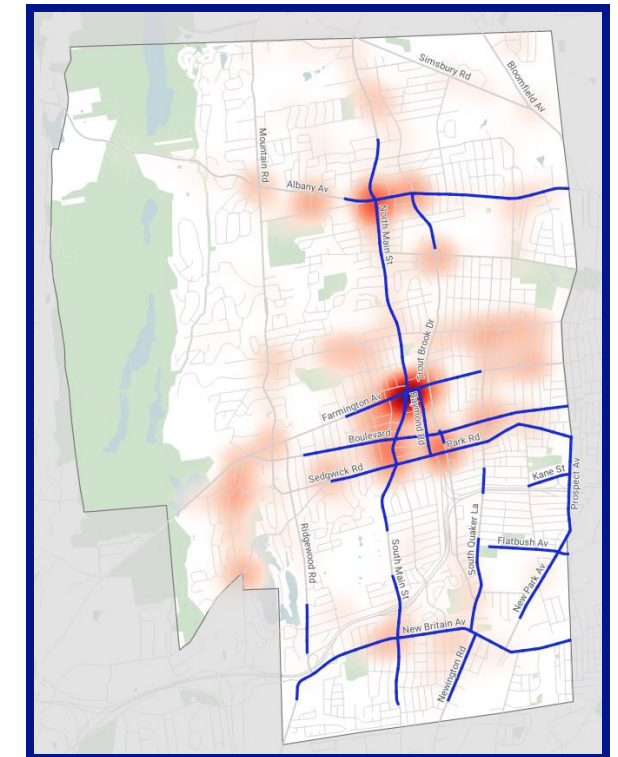 Simsbury Rd
Bloomfield Av
Mountain Rd
Albany Av
North Main St
Trout Brook Dr
Farmington Av
Raymond Rd
Boulevard
Park Rd
Sedgwick Rd
Kane St
Prospect Av
South Quaker La
Ridgewood Rd
South Main St
Flatbush Av
New Park Av
New Britain Av
Newington Rd